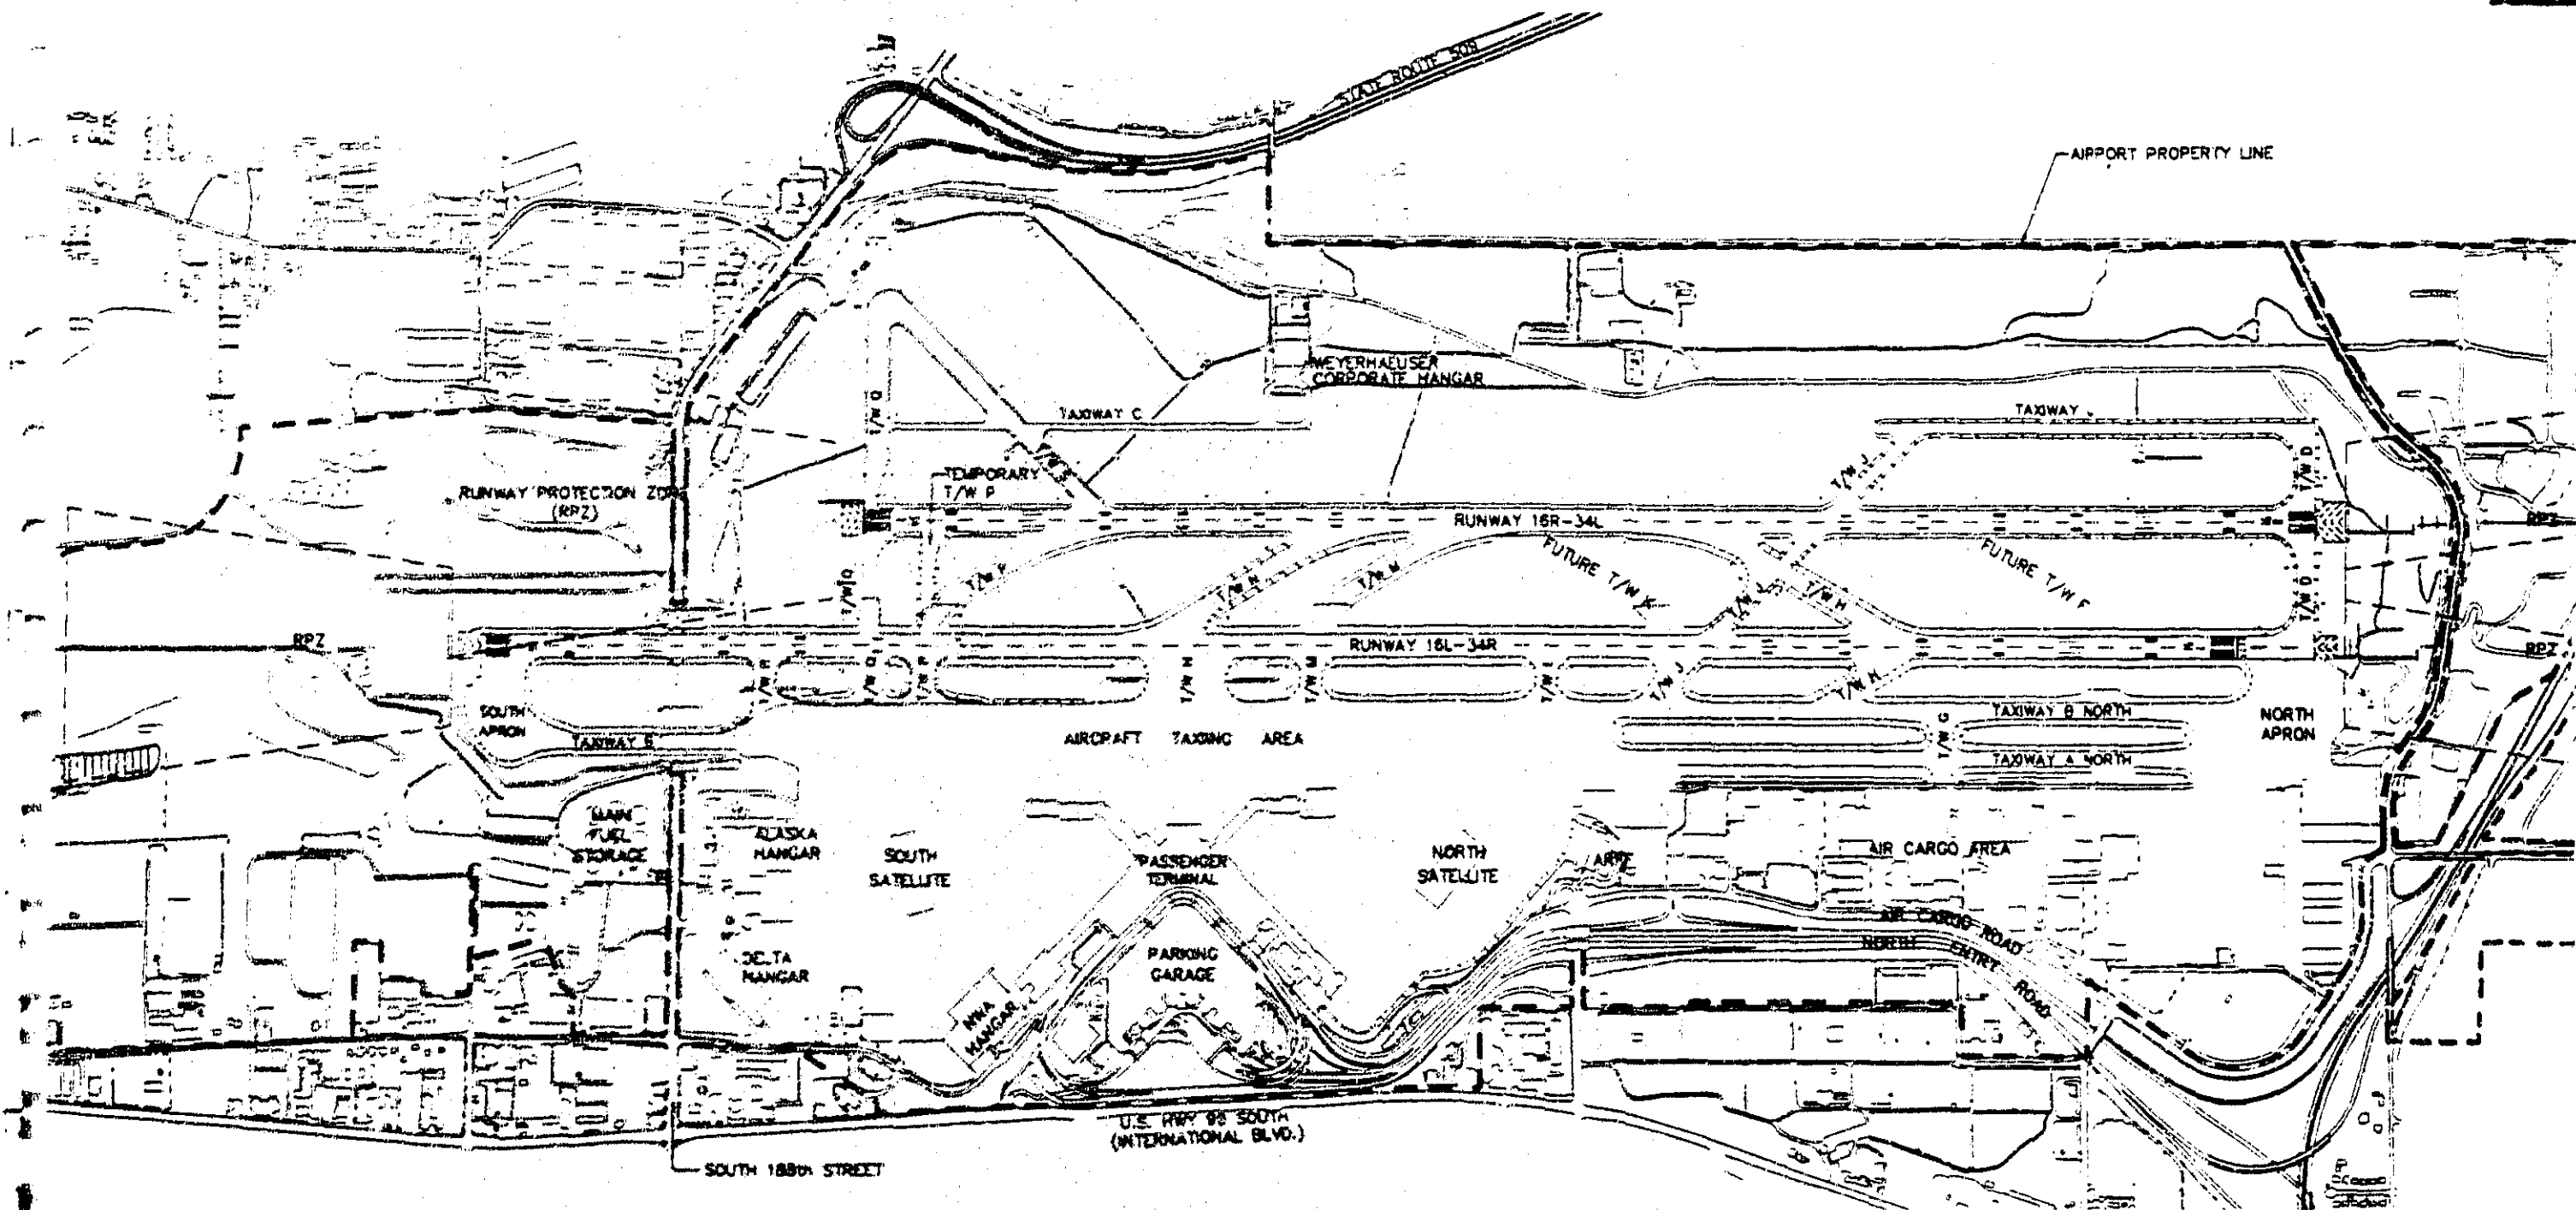 STATE ROUTE 509
AIRPORT PROPERTY LINE
WEYERHAEUSER
CORPORATE HANGAR
TAXIWAY C
T/W Q
TAXIWAY
T/W J
T/W D
TEMPORARY
T/W P
RUNWAY PROTECTION ZONE
(RPZ)
RUNWAY 16R-34L
RPZ
T/W P
T/W N
T/W M
FUTURE T/W K
FUTURE T/W F
T/W Q
T/W J
T/W H
T/W D
RPZ
RUNWAY 16L-34R
RPZ
T/W R
T/W Q
T/W P
T/W N
T/W M
T/W L
T/W J
T/W H
SOUTH
APRON
TAXIWAY B
AIRCRAFT TAXIING AREA
TAXIWAY B NORTH
T/W G
TAXIWAY A NORTH
NORTH
APRON
MAIN
FUEL
STORAGE
ALASKA
HANGAR
SOUTH
SATELLITE
PASSENGER
TERMINAL
NORTH
SATELLITE
ARFF
AIR CARGO AREA
DELTA
HANGAR
NWA
HANGAR
PARKING
GARAGE
AIR CARGO ROAD
NORTH ENTRY ROAD
U.S. HWY 99 SOUTH
(INTERNATIONAL BLVD.)
SOUTH 188th STREET